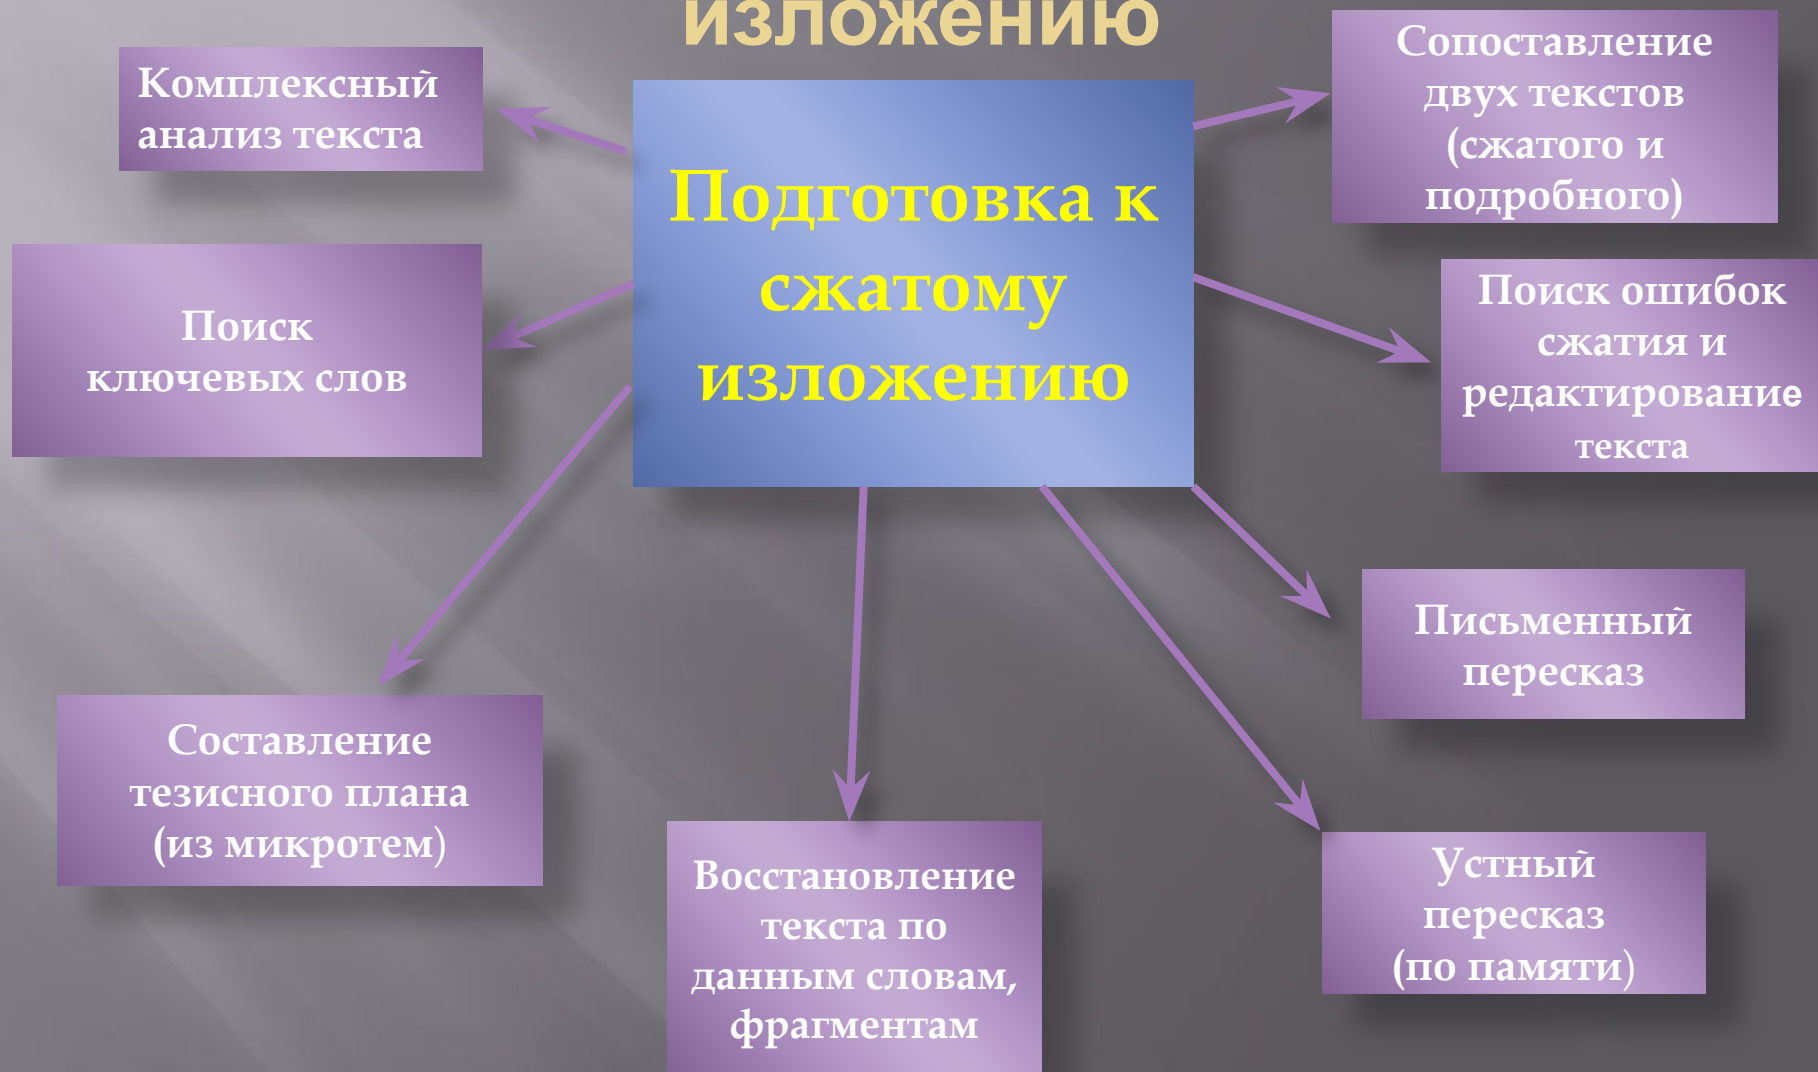 изложению
Комплексный
анализ текста
Поиск
ключевых слов
Составление
тезисного плана
(из микротем)
Подготовка к
сжатому
изложению
Восстановление
текста по
данным словам,
фрагментам
Сопоставление
двух текстов
(сжатого и
подробного)
Поиск ошибок
сжатия и
редактирование
текста
Письменный
пересказ
Устный
пересказ
(по памяти)